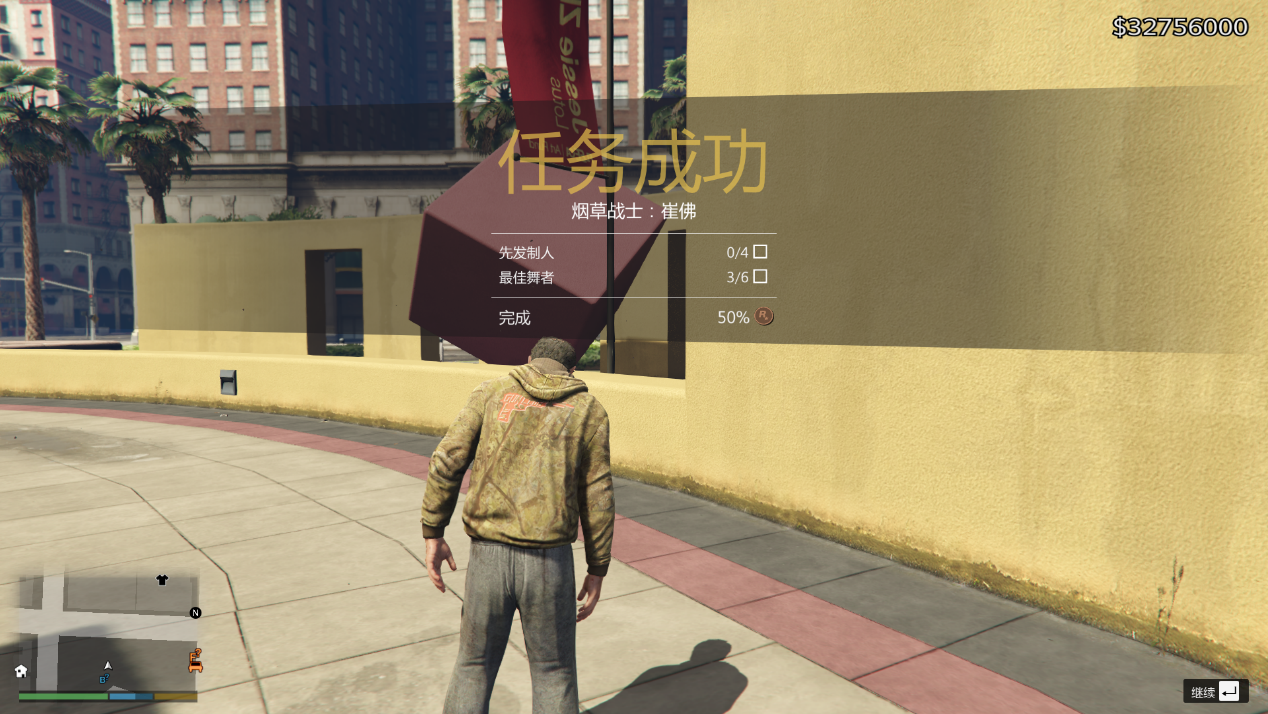 $32756000
Jessie
任务成功
烟草战士：崔佛
先发制人 0/4
最佳舞者 3/6
完成 50%
N
B
继续